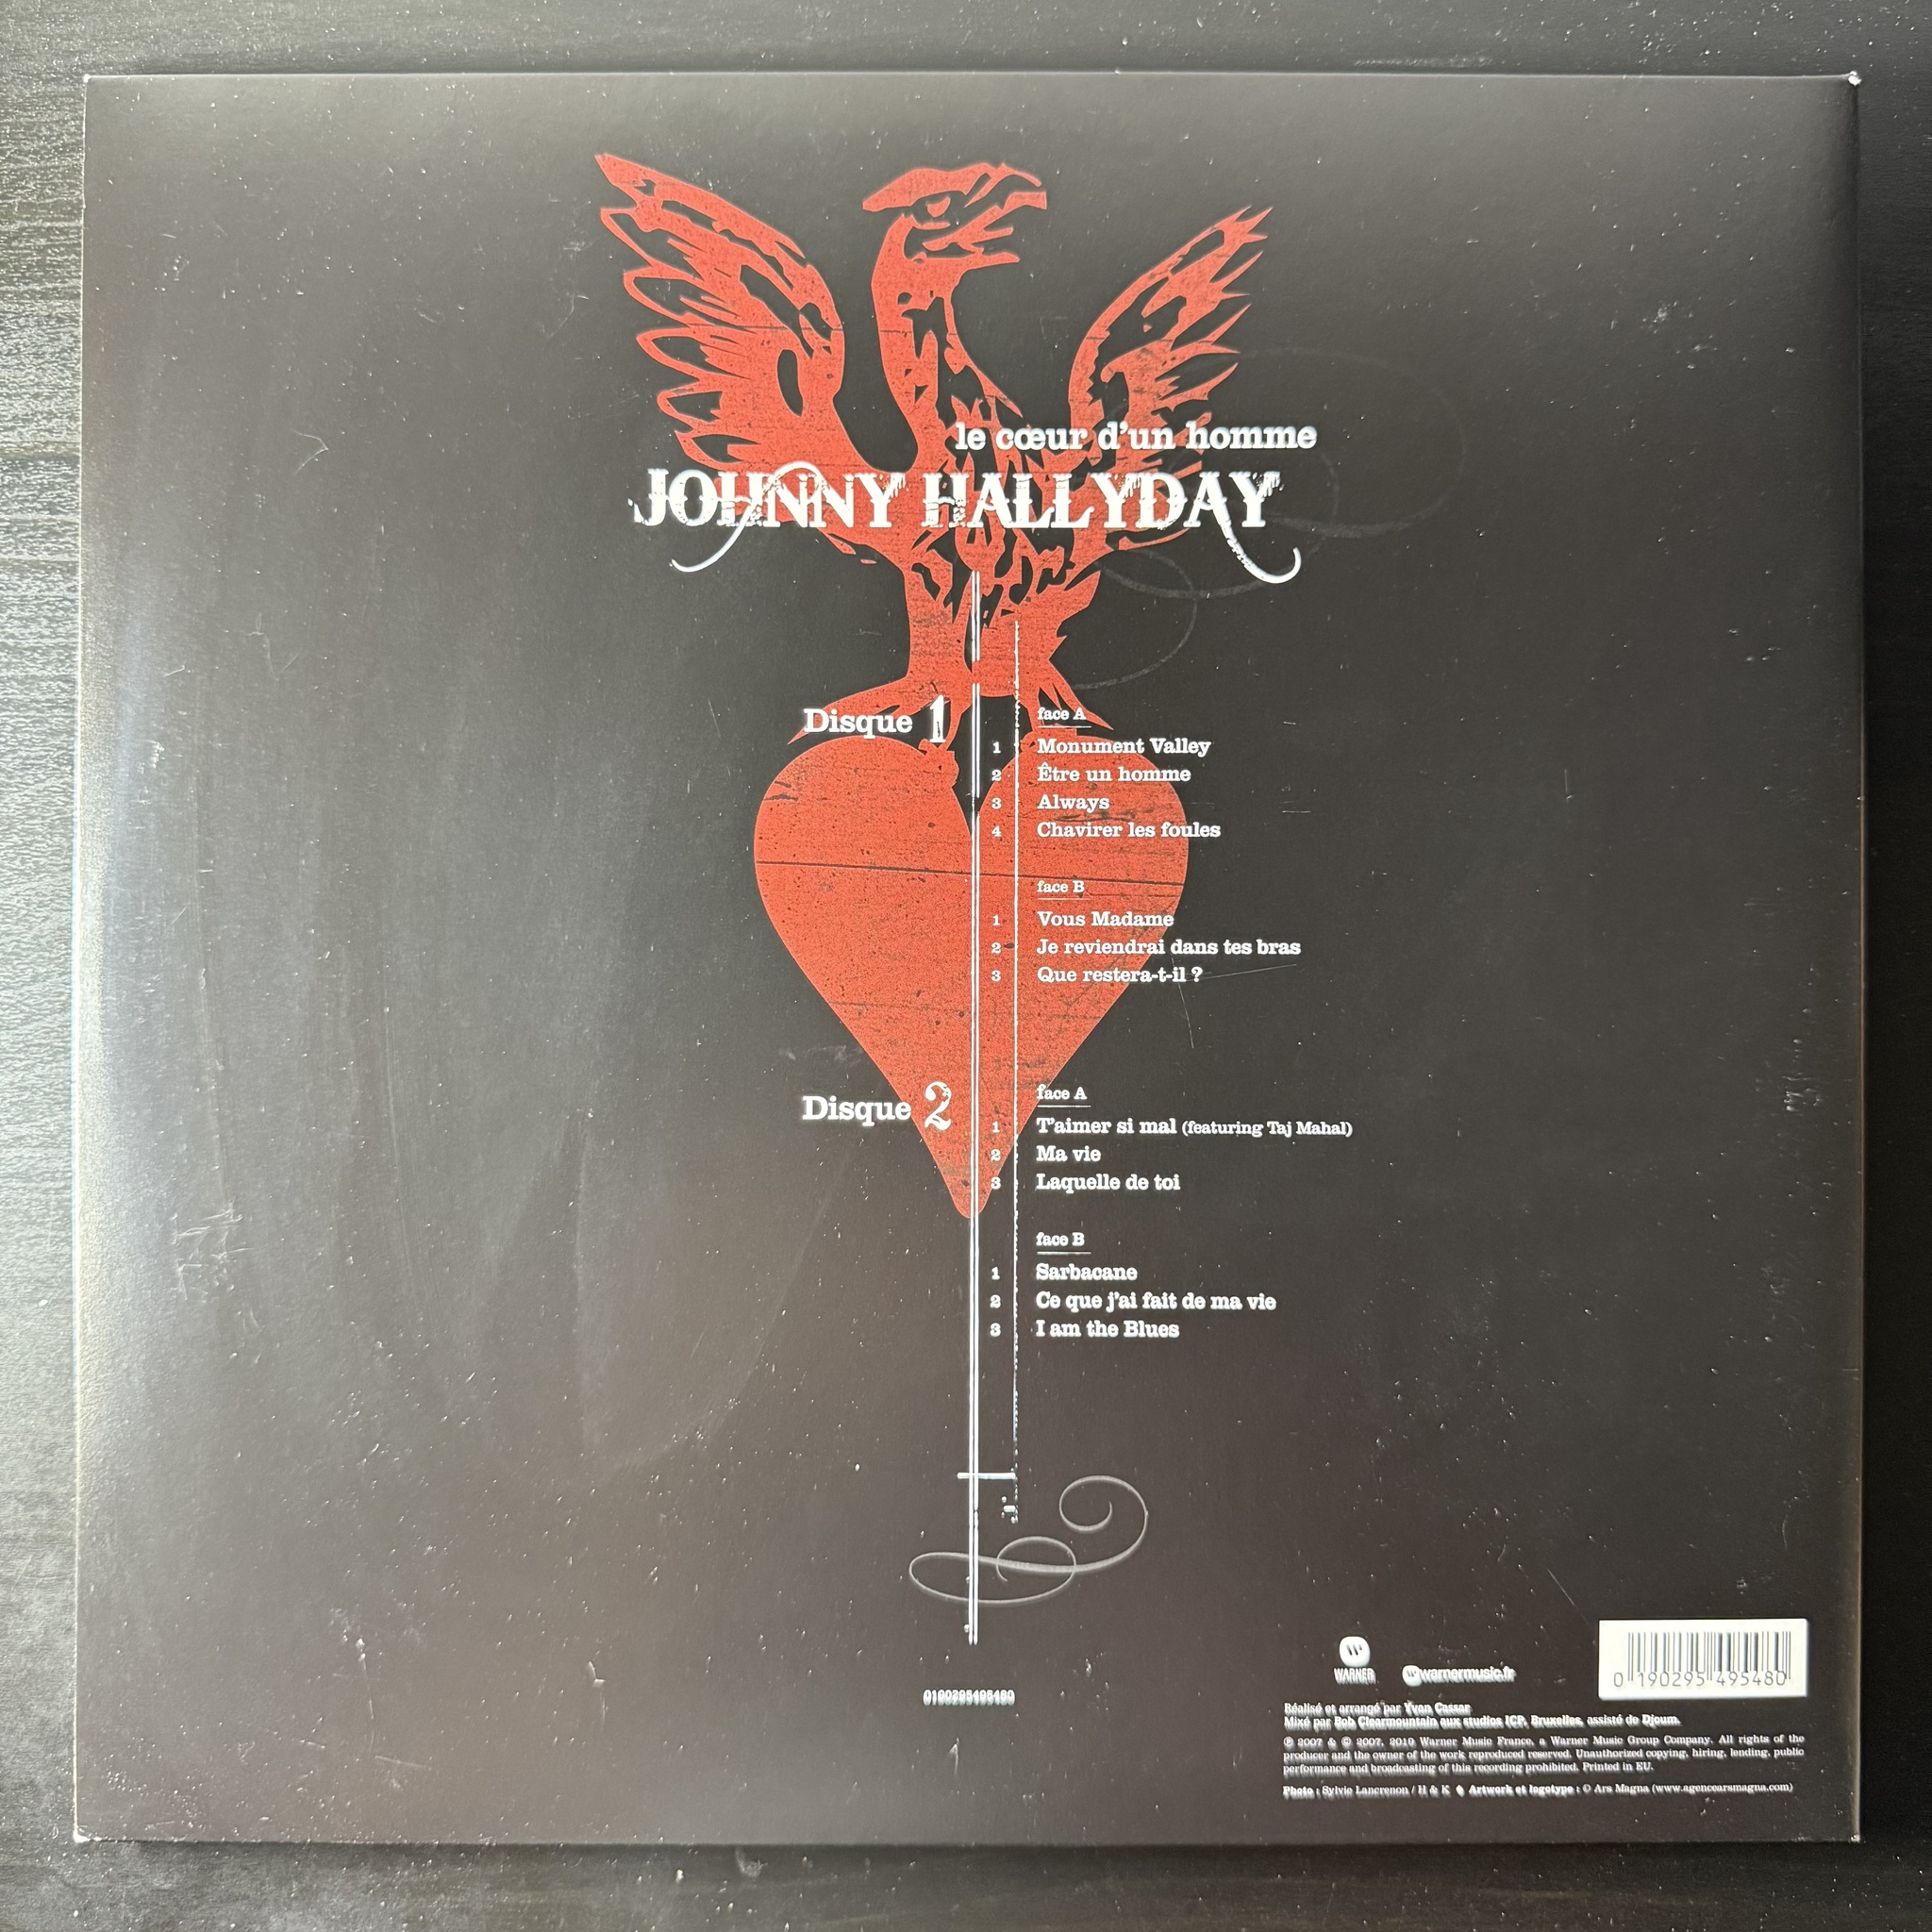 le cœur d'un homme
JOHNNY HALLYDAY
Disque 1
face A
1 Monument Valley
2 Être un homme
3 Always
4 Chavirer les foules
face B
1 Vous Madame
2 Je reviendrai dans tes bras
3 Que restera-t-il ?
Disque 2
face A
1 T'aimer si mal (featuring Taj Mahal)
2 Ma vie
3 Laquelle de toi
face B
1 Sarbacane
2 Ce que j'ai fait de ma vie
3 I am the Blues
0190295495480
WARNER
warnermusic.fr
0 190295 495480
Réalisé et arrangé par Yvan Cassar
Mixé par Bob Clearmountain aux studios ICP, Bruxelles, assisté de Djoum.
℗ 2007 & © 2007, 2019 Warner Music France, a Warner Music Group Company. All rights of the
producer and the owner of the work reproduced reserved. Unauthorized copying, hiring, lending, public
performance and broadcasting of this recording prohibited. Printed in EU.
Photo : Sylvie Lancrenon / H & K Artwork et logotype : © Ars Magna (www.agencearsmagna.com)